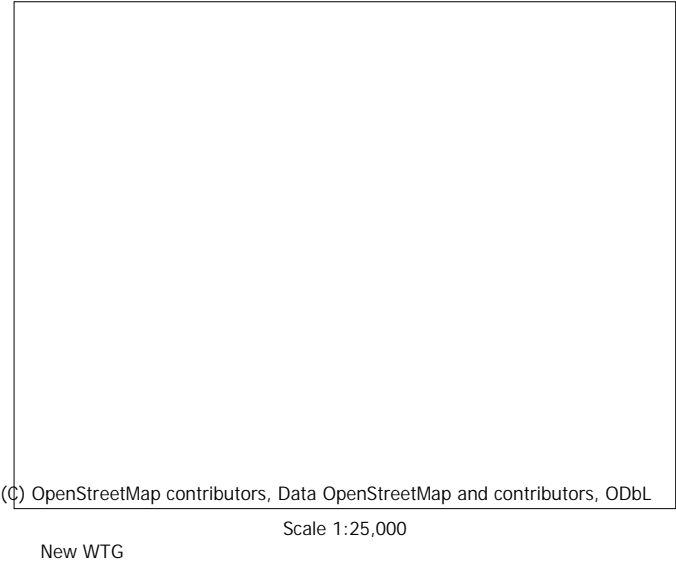 (C) OpenStreetMap contributors, Data OpenStreetMap and contributors, ODbL
Scale 1:25,000
New WTG